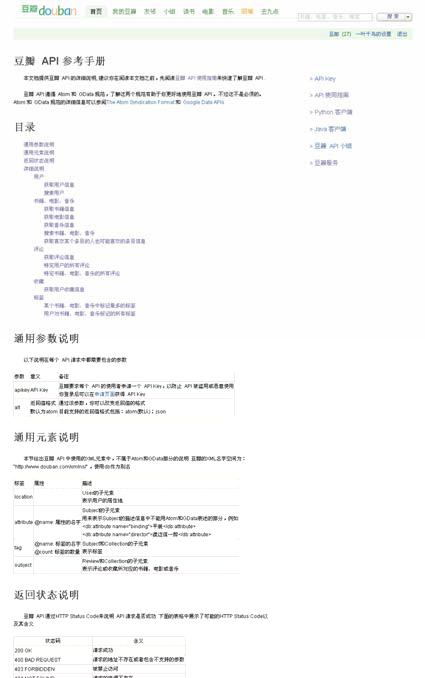 豆瓣 douban 首页 我的豆瓣 友邻 小组 读书 电影 音乐 同城 去九点
书籍、电影、音乐、博客 搜索
豆瓣 (27) 一叶千鸟的设置 退出
豆瓣 API 参考手册
本文档提供豆瓣 API的详细说明, 建议你在阅读本文档之前, 先阅读豆瓣 API 使用指南来快速了解豆瓣 API .
豆瓣 API遵循 Atom 和 GData 规范, 了解这两个规范有助于你更好地使用豆瓣 API 。不过这不是必须的。
Atom 和 GData规范的详细信息可以参阅The Atom Syndication Format 和 Google Data APIs
> API Key
> API 使用指南
> Python 客户端
> Java 客户端
> 豆瓣 API 小组
> 豆瓣服务
目录
通用参数说明
通用元素说明
返回状态说明
详细说明
用户
获取用户信息
搜索用户
书籍、电影、音乐
获取书籍信息
获取电影信息
获取音乐信息
搜索书籍、电影、音乐
获取喜欢某个条目的人也可能喜欢的条目信息
评论
获取评论信息
特定用户的所有评论
特定书籍、电影、音乐的所有评论
收藏
获取用户收藏信息
标签
某个书籍、电影、音乐中标记最多的标签
用户对书籍、电影、音乐标记的所有标签
通用参数说明
以下说明在每个 API 请求中都需要包含的参数
参数 意义 备注
apikey API Key 豆瓣要求每个 API 的使用者申请一个 API Key, 以防止 API 被滥用或恶意使用
你登录后可以在申请页面获得 API Key
alt 返回值格式 通过该参数, 你可以改变返回值的格式
默认为atom 目前支持的返回值格式包括: atom(默认) ; json
通用元素说明
本节给出豆瓣 API 中使用的XML元素中, 不属于Atom和GData部分的说明 豆瓣的XML名字空间为 :
"http://www.douban.com/xmlns/" , 使用db作为别名
标签 属性 描述
location User的子元素
表示用户的居住地
attribute @name: 属性的名字 Subject的子元素
用来表示Subject的描述信息中不能用Atom和GData表述的部分。例如
<db:attribute name="binding">平装</db:attribute>
<db:attribute name="director">
tag @name: 标签的名字 Subject和Collection的子元素
@count: 标签的数量 表示标签
subject Review和Collection的子元素
表示评论或收藏所对应的书籍、电影或音乐
返回状态说明
豆瓣 API通过HTTP Status Code来说明 API 请求是否成功 下面的表格中展示了可能的HTTP Status Code以
及其含义
状态码 含义
200 OK 请求成功
400 BAD REQUEST 请求的地址不存在或者包含不支持的参数
403 FORBIDDEN 被禁止访问